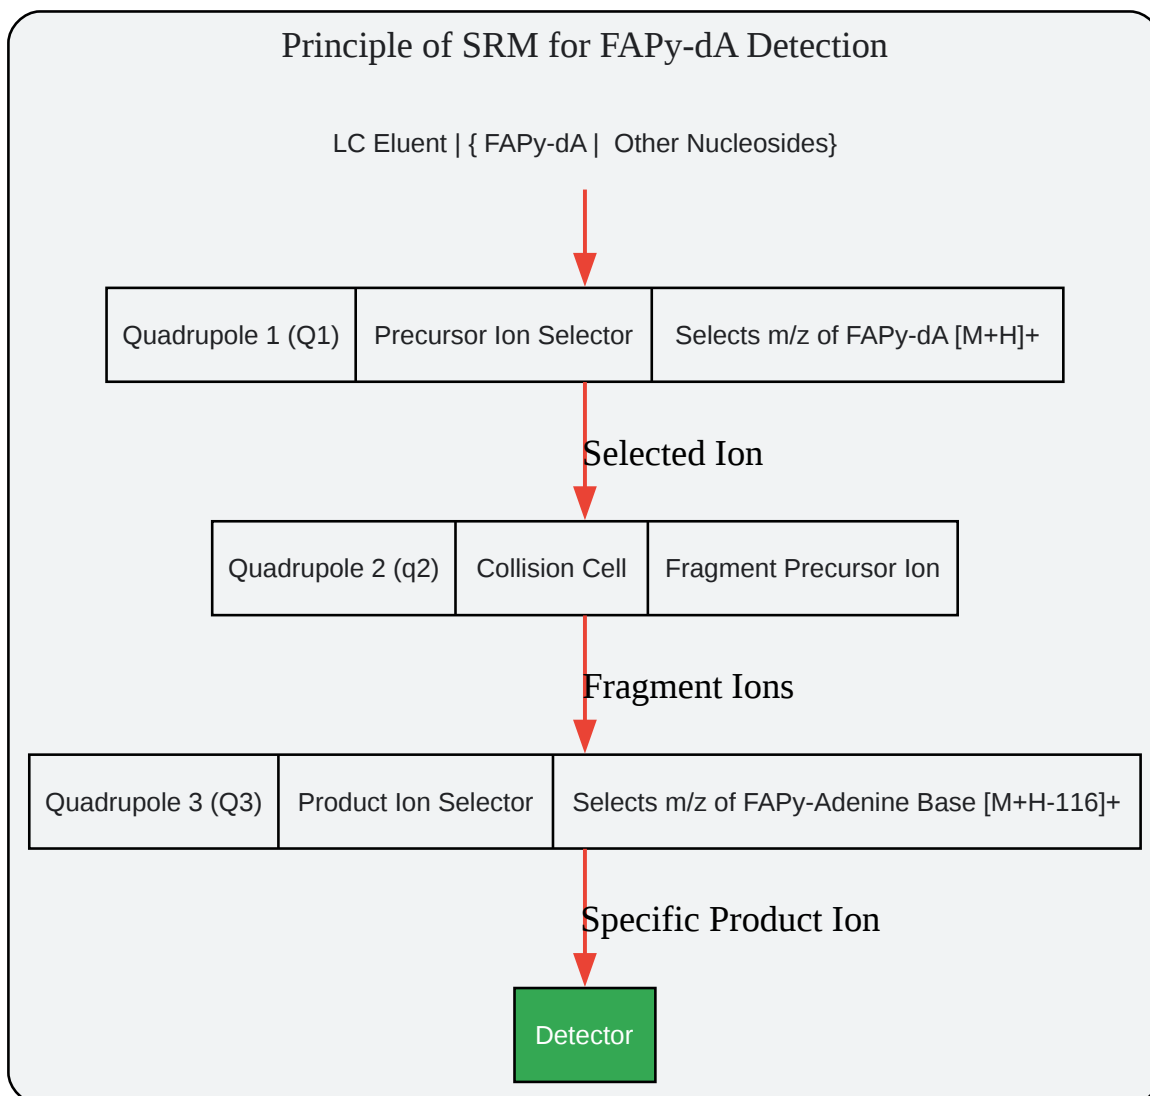 Principle of SRM for FAPy-dA Detection
LC Eluent | { FAPy-dA |  Other Nucleosides}
Quadrupole 1 (Q1) Precursor Ion Selector Selects m/z of FAPy-dA [M+H]+
Selected Ion
Quadrupole 2 (q2) Collision Cell Fragment Precursor Ion
Fragment Ions
Quadrupole 3 (Q3) Product Ion Selector Selects m/z of FAPy-Adenine Base [M+H-116]+
Specific Product Ion
Detector